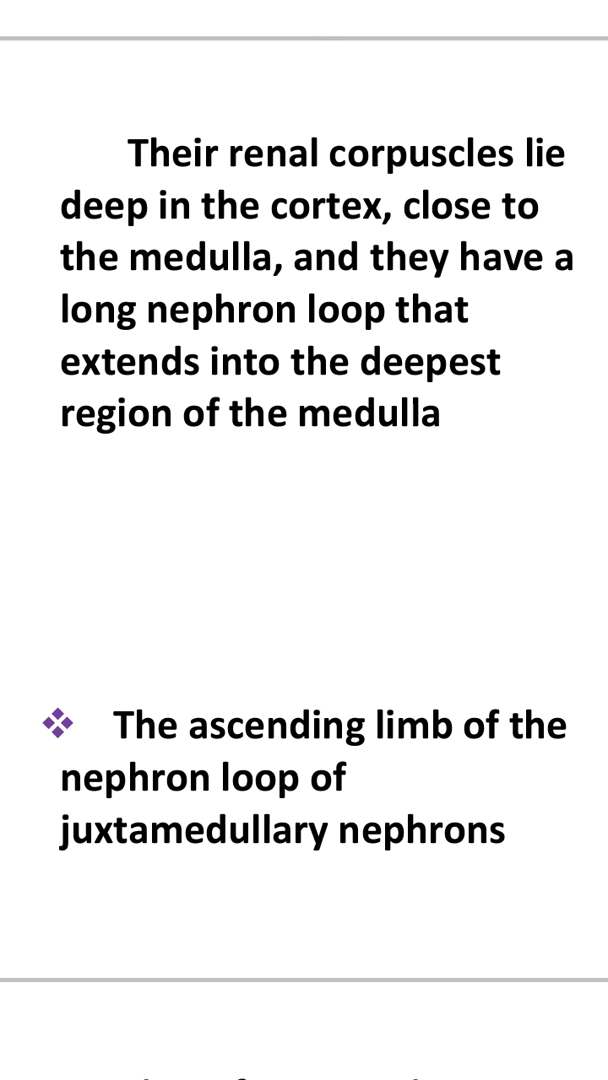 Their renal corpuscles lie
deep in the cortex, close to
the medulla, and they have a
long nephron loop that
extends into the deepest
region of the medulla
❖ The ascending limb of the
nephron loop of
juxtamedullary nephrons